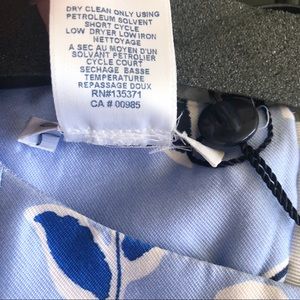 DRY CLEAN ONLY USING
PETROLEUM SOLVENT
SHORT CYCLE
LOW DRYER LOW IRON
NETTOYAGE
A SEC AU MOYEN D'UN
SOLVANT PETROLIER
CYCLE COURT
SECHAGE BASSE
TEMPERATURE
REPASSAGE DOUX
RN#135371
CA # 00985